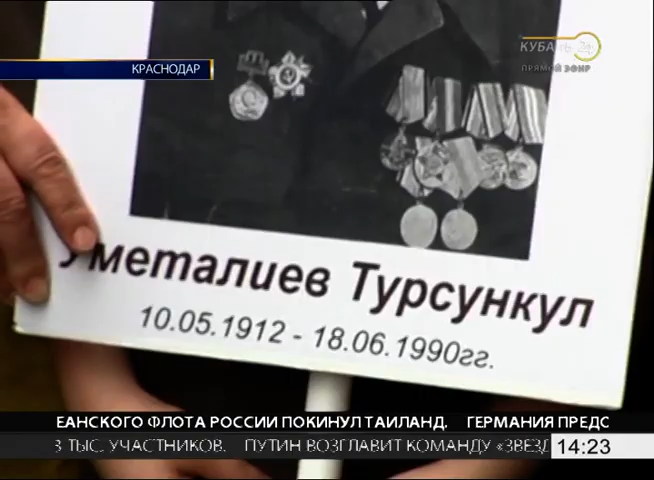 КУБАНЬ 24
ПРЯМОЙ ЭФИР
КРАСНОДАР
Уметалиев Турсункул
10.05.1912 - 18.06.1990гг.
ЕАНСКОГО ФЛОТА РОССИИ ПОКИНУЛ ТАИЛАНД. ГЕРМАНИЯ ПРЕДС
3 ТЫС. УЧАСТНИКОВ. ПУТИН ВОЗГЛАВИТ КОМАНДУ «ЗВЕЗД
14:23